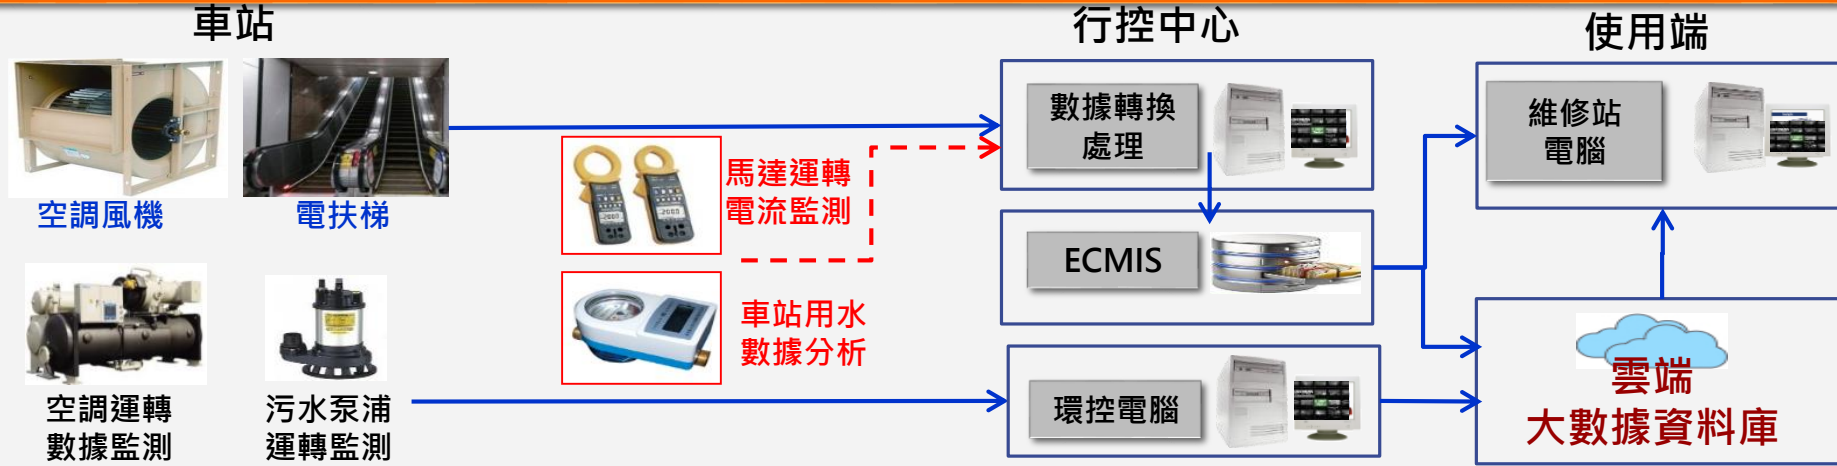 車站
行控中心
使用端
空調風機
電扶梯
空調運轉
數據監測
污水泵浦
運轉監測
馬達運轉
電流監測
車站用水
數據分析
數據轉換
處理
ECMIS
環控電腦
維修站
電腦
雲端
大數據資料庫